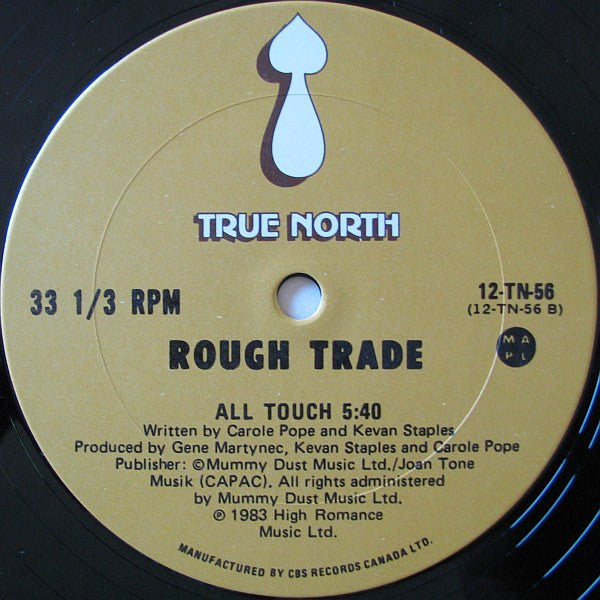 TRUE NORTH
33 1/3 RPM
12-TN-56
(12-TN-56 B)
ROUGH TRADE
M A
P L
ALL TOUCH 5:40
Written by Carole Pope and Kevan Staples
Produced by Gene Martynec, Kevan Staples and Carole Pope
Publisher: ©Mummy Dust Music Ltd./Joan Tone
Musik (CAPAC). All rights administered
by Mummy Dust Music Ltd.
℗ 1983 High Romance
Music Ltd.
MANUFACTURED BY CBS RECORDS CANADA LTD.